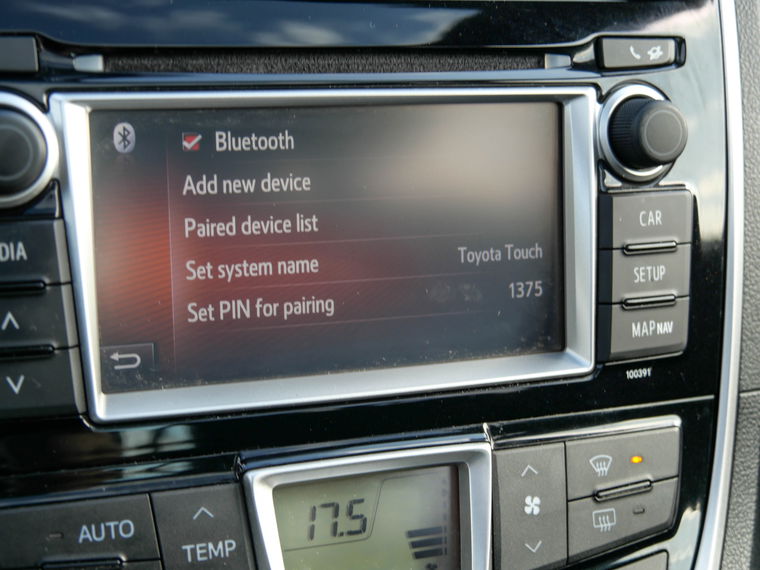 Bluetooth
Add new device
Paired device list
Set system name Toyota Touch
Set PIN for pairing 1375
DIA
CAR
SETUP
MAP NAV
100391
AUTO
TEMP
17.5